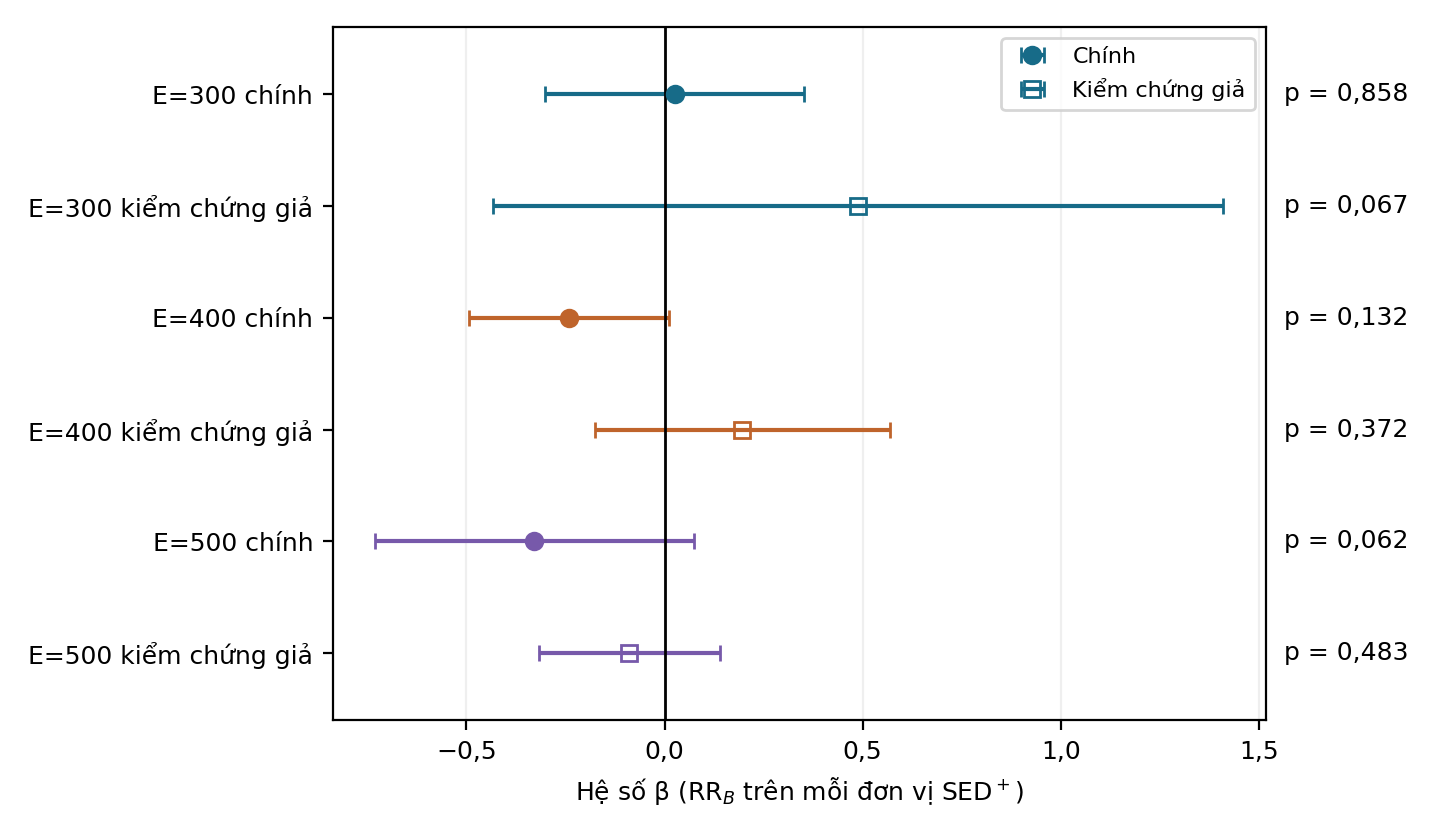 Chính
Kiểm chứng giả
E=300 chính
p = 0,858
E=300 kiểm chứng giả
p = 0,067
E=400 chính
p = 0,132
E=400 kiểm chứng giả
p = 0,372
E=500 chính
p = 0,062
E=500 kiểm chứng giả
p = 0,483
−0,5 0,0 0,5 1,0 1,5
Hệ số β (RR_B trên mỗi đơn vị SED⁺)